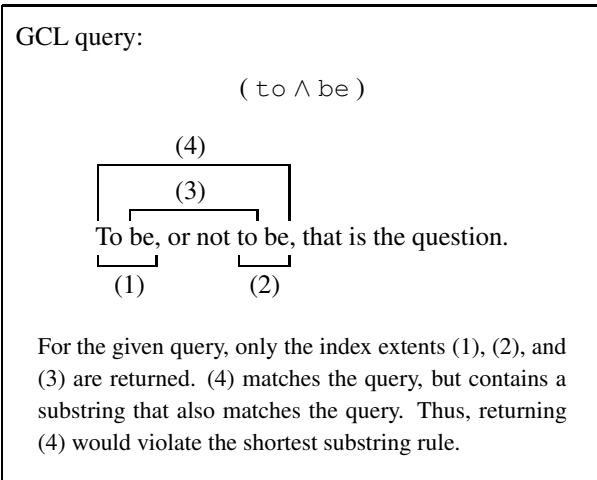 GCL query:
( to ∧ be )
(4)
(3)
To be, or not to be, that is the question.
(1) (2)
For the given query, only the index extents (1), (2), and
(3) are returned. (4) matches the query, but contains a
substring that also matches the query. Thus, returning
(4) would violate the shortest substring rule.